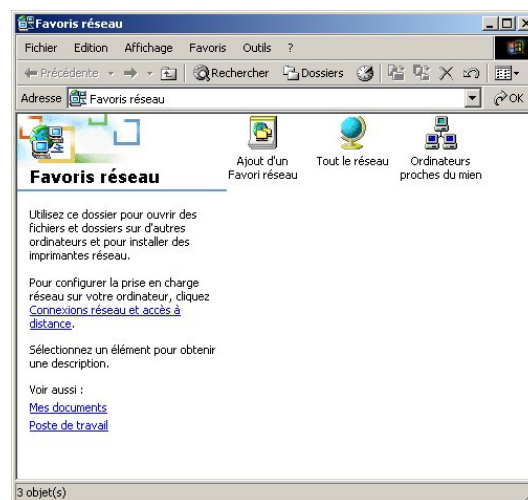 Favoris réseau
Fichier Edition Affichage Favoris Outils ?
Précédente Rechercher Dossiers
Adresse Favoris réseau OK
Favoris réseau
Utilisez ce dossier pour ouvrir des
fichiers et dossiers sur d'autres
ordinateurs et pour installer des
imprimantes réseau.
Pour configurer la prise en charge
réseau sur votre ordinateur, cliquez
Connexions réseau et accès à
distance.
Sélectionnez un élément pour obtenir
une description.
Voir aussi :
Mes documents
Poste de travail
Ajout d'un
Favori réseau
Tout le réseau
Ordinateurs
proches du mien
3 objet(s)